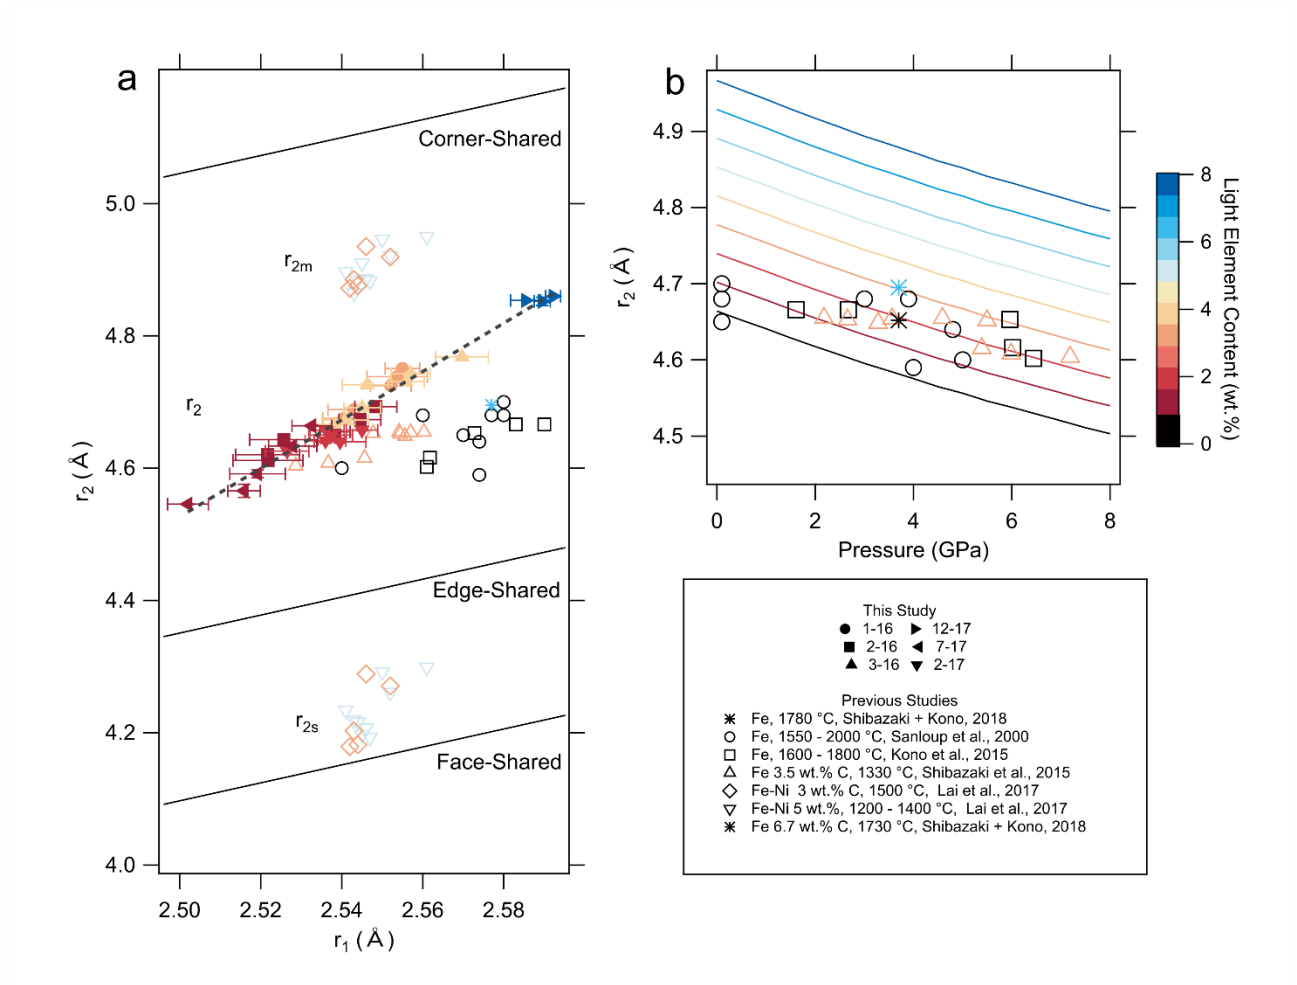 a
Corner-Shared
r2m
r2
Edge-Shared
r2s
Face-Shared
5.0
4.8
4.6
4.4
4.2
4.0
r2 (Å)
2.50 2.52 2.54 2.56 2.58
r1 (Å)
b
4.9
4.8
4.7
4.6
4.5
r2 (Å)
0 2 4 6 8
Pressure (GPa)
8
6
4
2
0
Light Element Content (wt.%)
This Study
1-16 12-17
2-16 7-17
3-16 2-17
Previous Studies
Fe, 1780 °C, Shibazaki + Kono, 2018
Fe, 1550 - 2000 °C, Sanloup et al., 2000
Fe, 1600 - 1800 °C, Kono et al., 2015
Fe 3.5 wt.% C, 1330 °C, Shibazaki et al., 2015
Fe-Ni 3 wt.% C, 1500 °C, Lai et al., 2017
Fe-Ni 5 wt.%, 1200 - 1400 °C, Lai et al., 2017
Fe 6.7 wt.% C, 1730 °C, Shibazaki + Kono, 2018